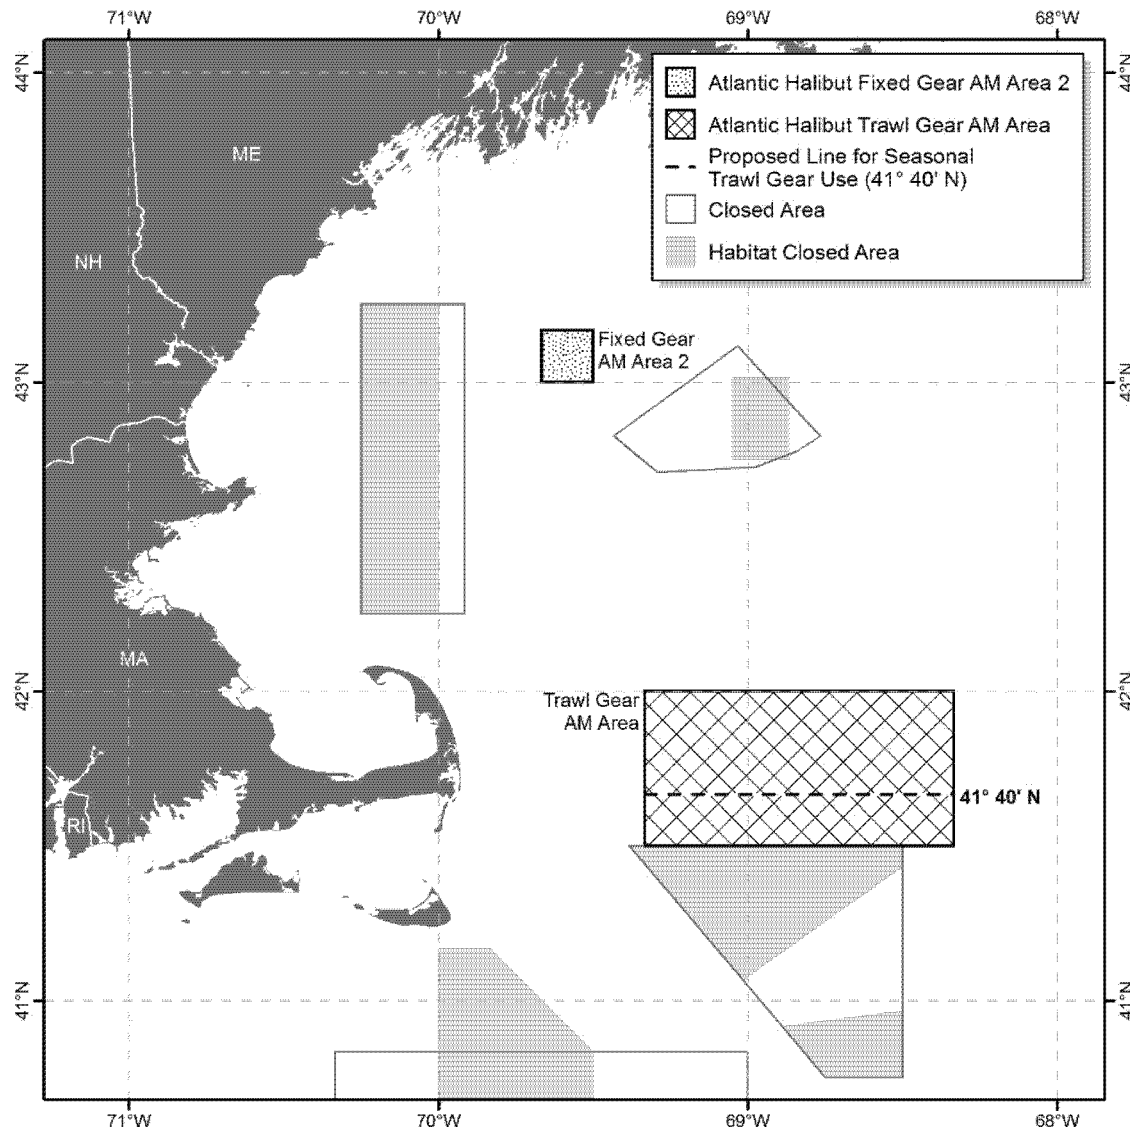 71°W 70°W 69°W 68°W
44°N 44°N
Atlantic Halibut Fixed Gear AM Area 2
Atlantic Halibut Trawl Gear AM Area
Proposed Line for Seasonal
Trawl Gear Use (41° 40' N)
Closed Area
Habitat Closed Area
ME
NH
Fixed Gear
AM Area 2
43°N 43°N
MA
42°N 42°N
Trawl Gear
AM Area
41° 40' N
RI
41°N 41°N
71°W 70°W 69°W 68°W